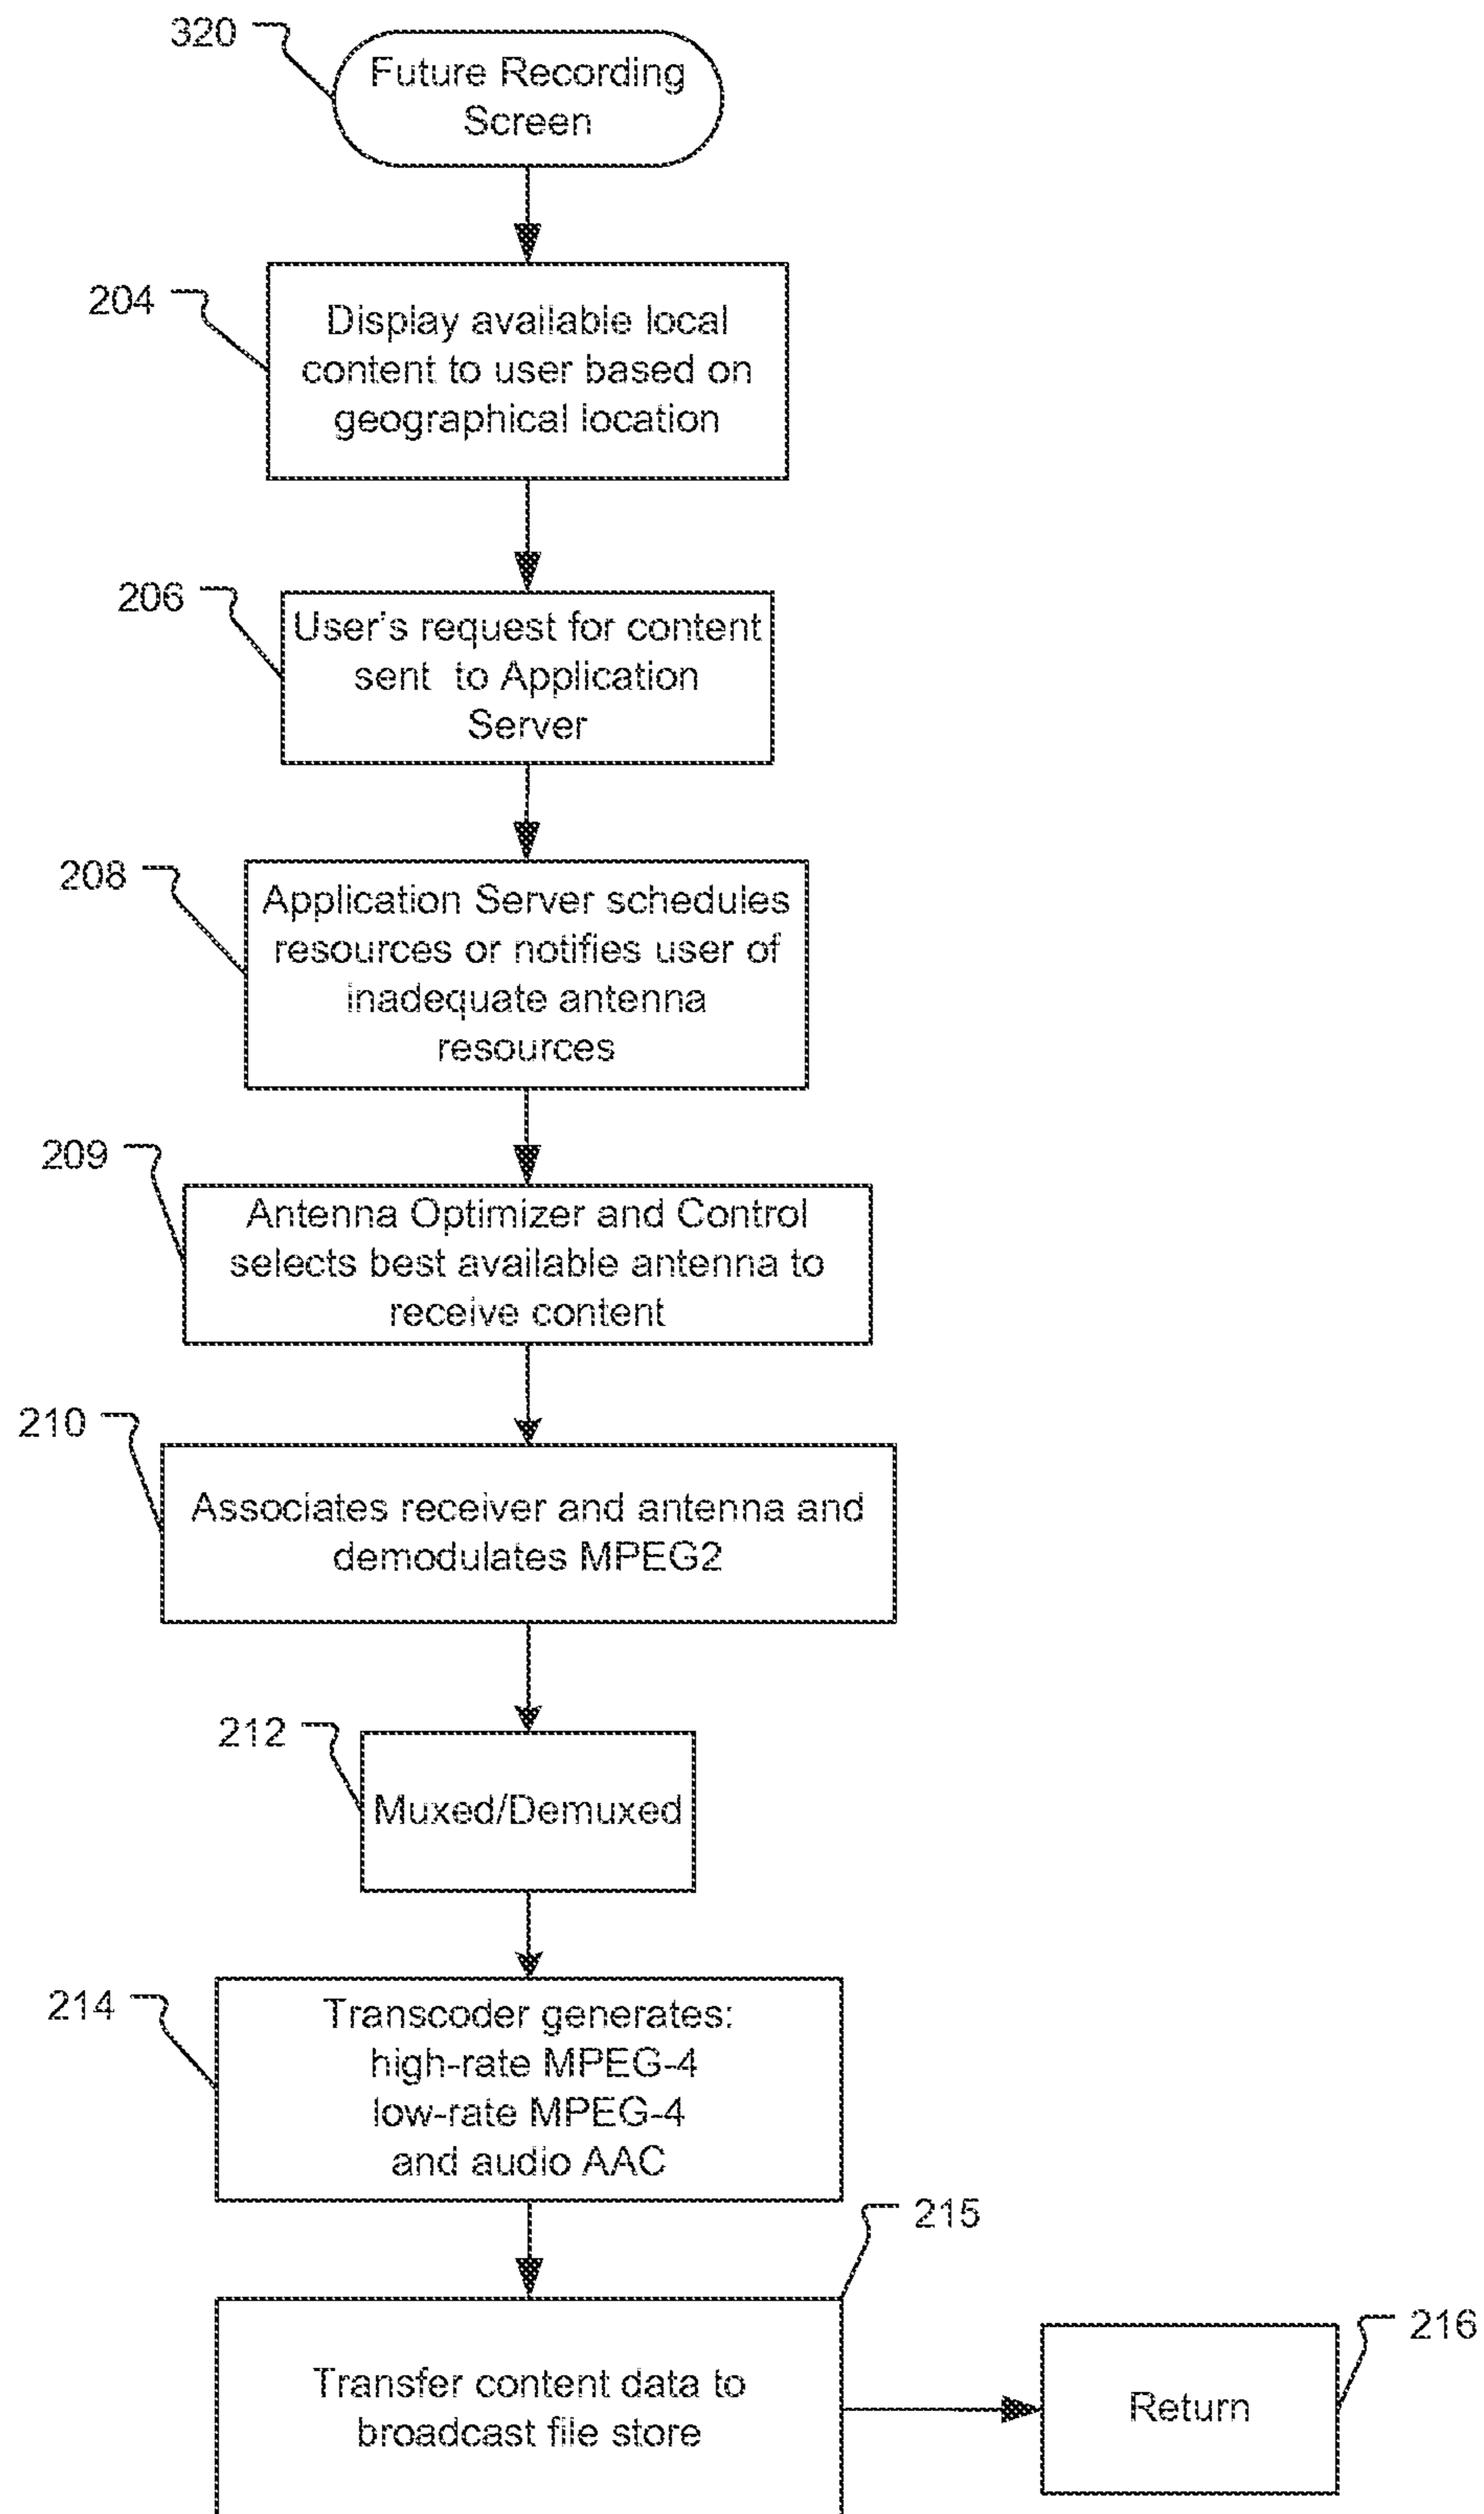 320
Future Recording
Screen
204
Display available local
content to user based on
geographical location
206
User's request for content
sent to Application
Server
208
Application Server schedules
resources or notifies user of
inadequate antenna
resources
209
Antenna Optimizer and Control
selects best available antenna to
receive content
210
Associates receiver and antenna and
demodulates MPEG2
212
Muxed/Demuxed
214
Transcoder generates:
high-rate MPEG-4
low-rate MPEG-4
and audio AAC
215
Transfer content data to
broadcast file store
216
Return